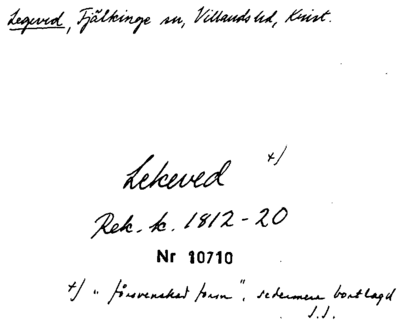 Legeved, Fjälkinge sn, Villands hd, Krist.
Lekeved +)
Rek. k. 1812-20
Nr 10710
+) "försvenskad form", sedermera bortlagd
J.S.